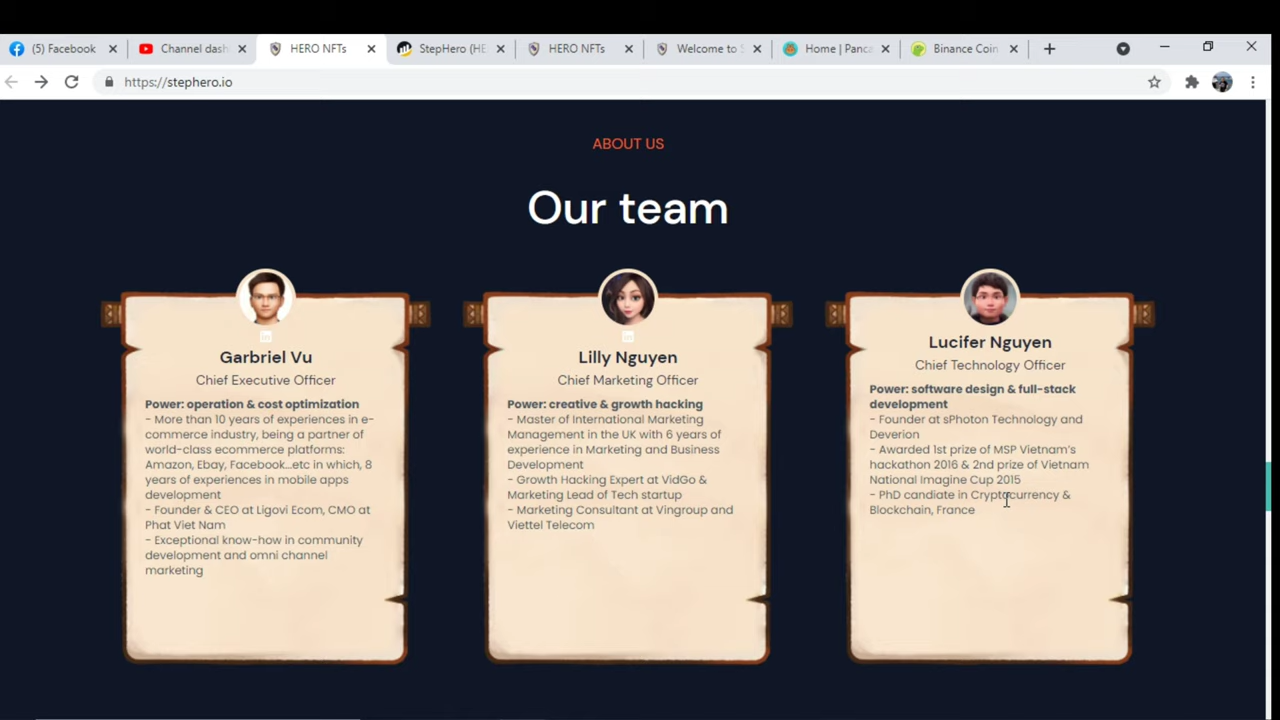 (5) Facebook
Channel dash
HERO NFTs
StepHero (HE
HERO NFTs
Welcome to S
Home | Panca
Binance Coin
https://stephero.io
ABOUT US
Our team
Garbriel Vu
Chief Executive Officer
Power: operation & cost optimization
- More than 10 years of experiences in e-
commerce industry, being a partner of
world-class ecommerce platforms:
Amazon, Ebay, Facebook...etc in which, 8
years of experiences in mobile apps
development
- Founder & CEO at Ligovi Ecom, CMO at
Phat Viet Nam
- Exceptional know-how in community
development and omni channel
marketing
Lilly Nguyen
Chief Marketing Officer
Power: creative & growth hacking
- Master of International Marketing
Management in the UK with 6 years of
experience in Marketing and Business
Development
- Growth Hacking Expert at VidGo &
Marketing Lead of Tech startup
- Marketing Consultant at Vingroup and
Viettel Telecom
Lucifer Nguyen
Chief Technology Officer
Power: software design & full-stack
development
- Founder at sPhoton Technology and
Deverion
- Awarded 1st prize of MSP Vietnam's
hackathon 2016 & 2nd prize of Vietnam
National Imagine Cup 2015
- PhD candiate in Cryptocurrency &
Blockchain, France